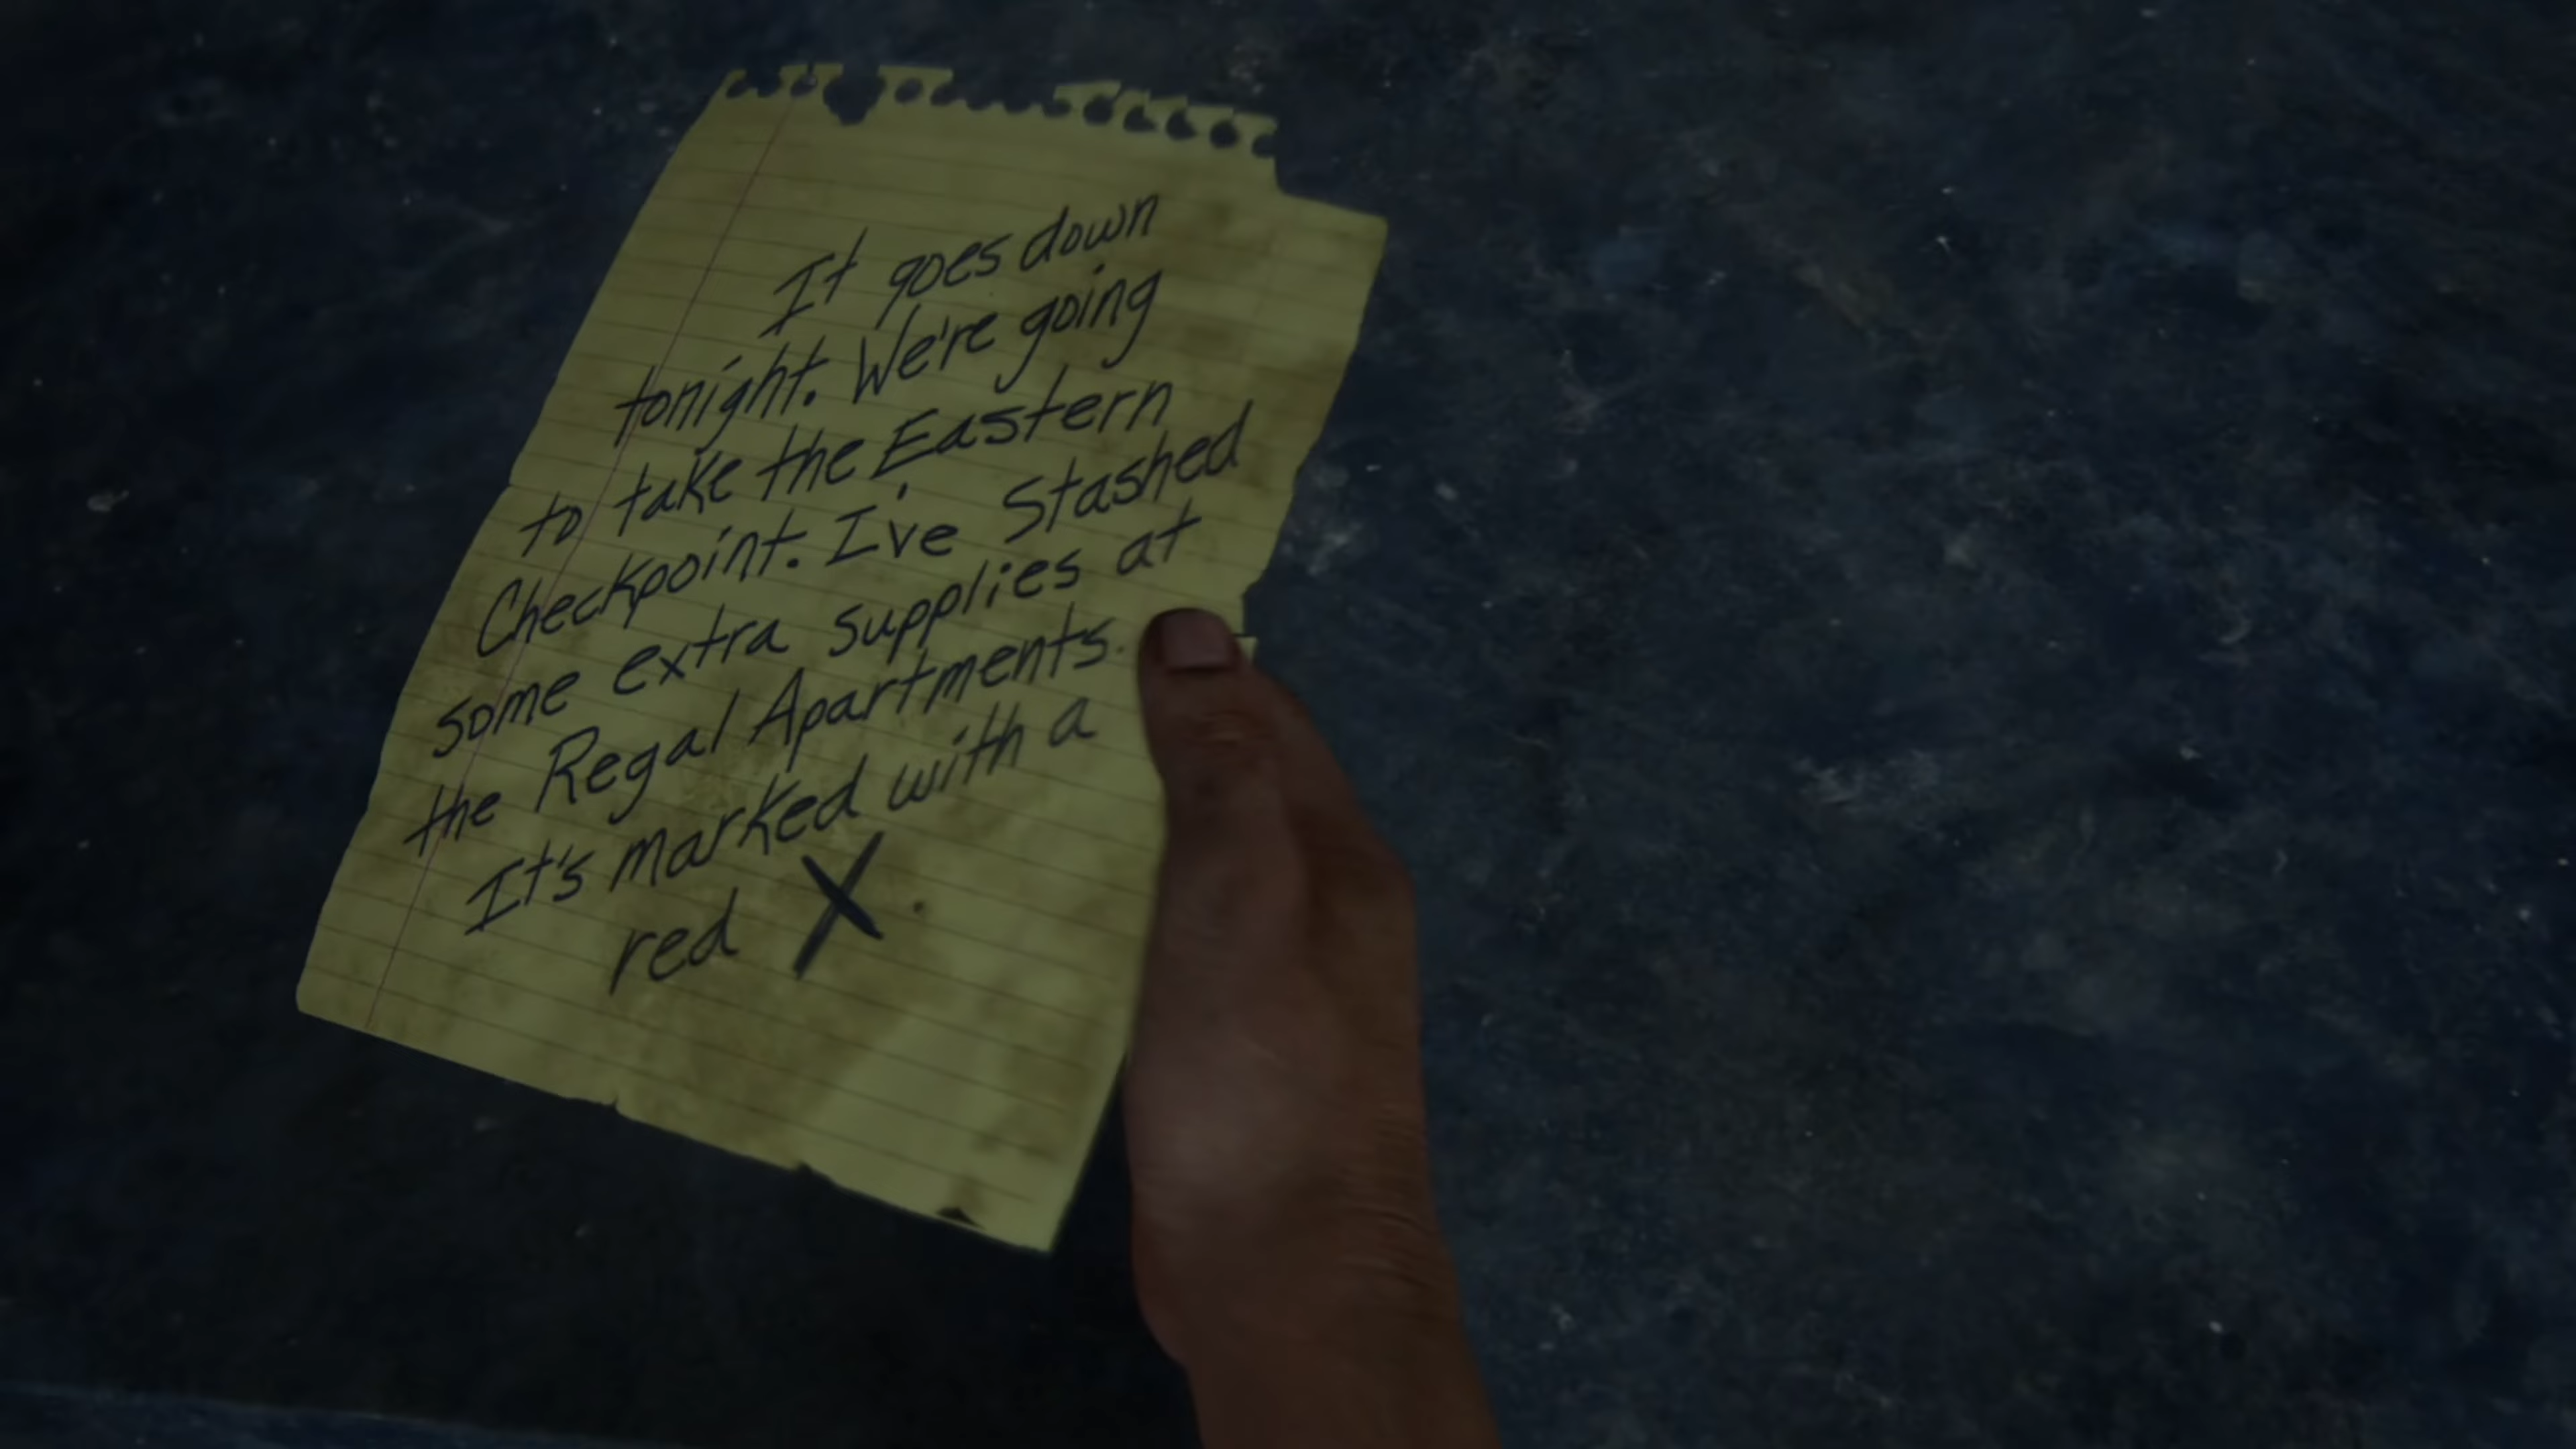 It goes down
tonight. We're going
to take the Eastern
Checkpoint. I've Stashed
some extra supplies at
the Regal Apartments.
It's marked with a
red X.